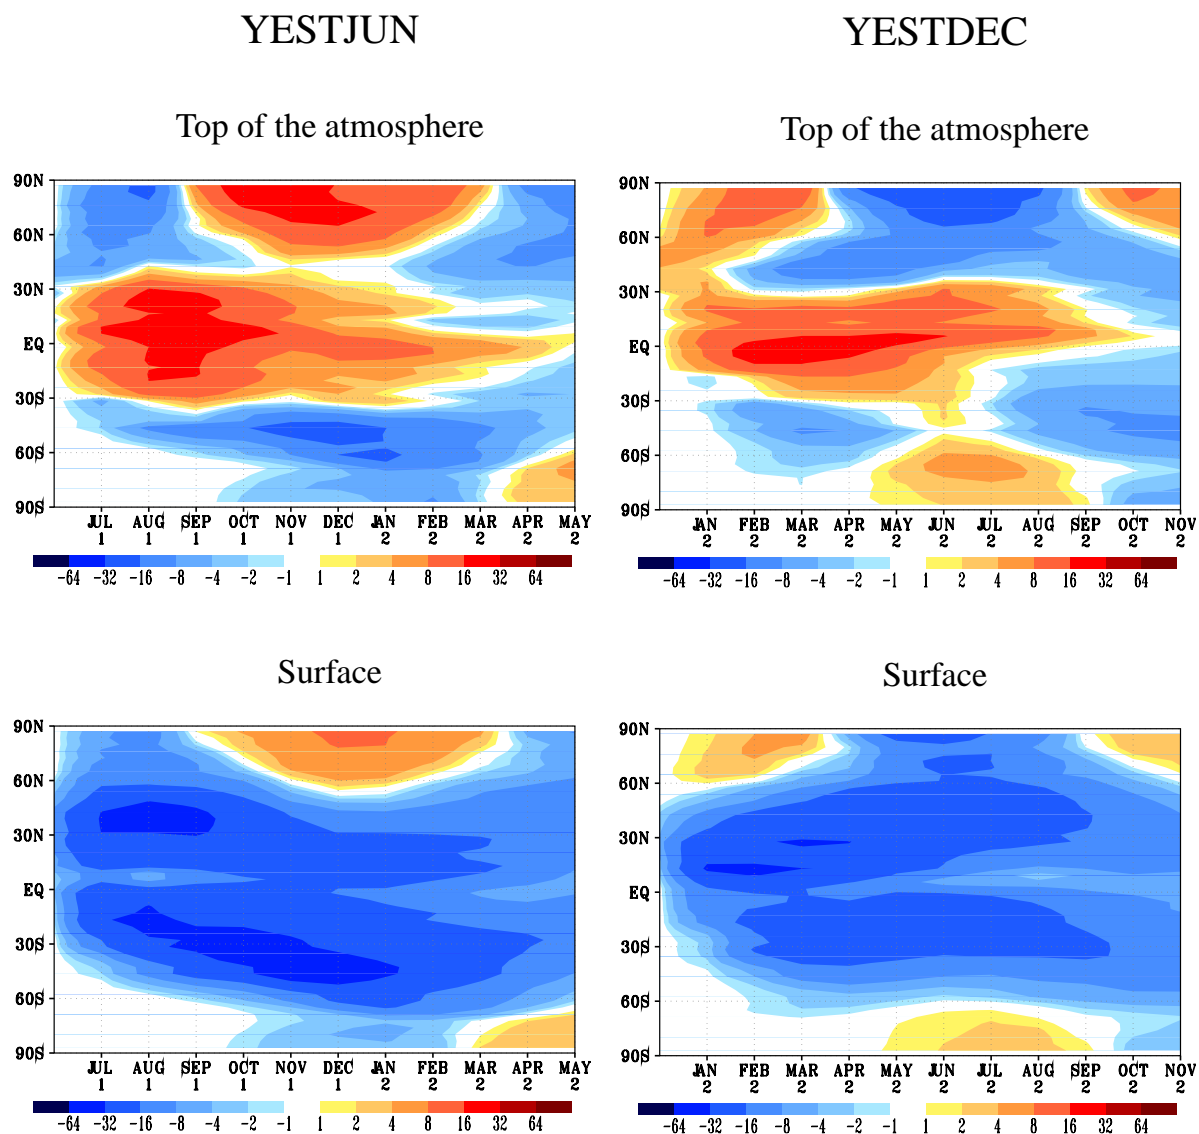 YESTJUN
YESTDEC
Top of the atmosphere
Top of the atmosphere
90N
60N
30N
EQ
30S
60S
90S
JUL AUG SEP OCT NOV DEC JAN FEB MAR APR MAY
1 1 1 1 1 1 2 2 2 2 2
-64 -32 -16 -8 -4 -2 -1 1 2 4 8 16 32 64
90N
60N
30N
EQ
30S
60S
90S
JAN FEB MAR APR MAY JUN JUL AUG SEP OCT NOV
2 2 2 2 2 2 2 2 2 2 2
-64 -32 -16 -8 -4 -2 -1 1 2 4 8 16 32 64
Surface
Surface
90N
60N
30N
EQ
30S
60S
90S
JUL AUG SEP OCT NOV DEC JAN FEB MAR APR MAY
1 1 1 1 1 1 2 2 2 2 2
-64 -32 -16 -8 -4 -2 -1 1 2 4 8 16 32 64
90N
60N
30N
EQ
30S
60S
90S
JAN FEB MAR APR MAY JUN JUL AUG SEP OCT NOV
2 2 2 2 2 2 2 2 2 2 2
-64 -32 -16 -8 -4 -2 -1 1 2 4 8 16 32 64